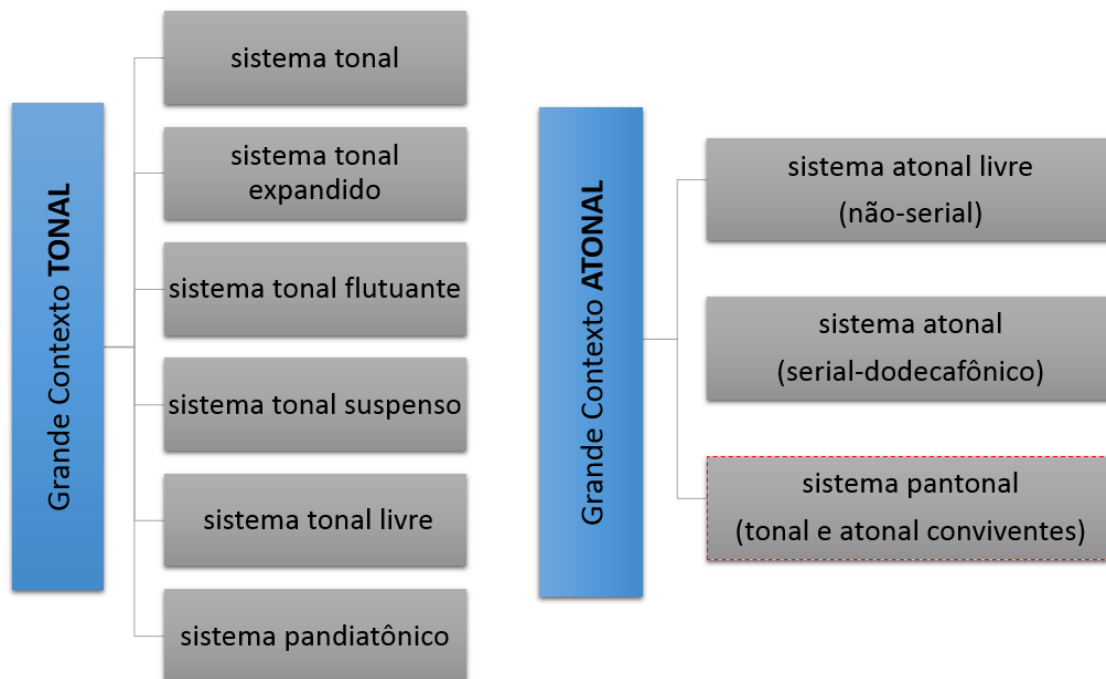 Grande Contexto TONAL
sistema tonal
sistema tonal
expandido
sistema tonal flutuante
sistema tonal suspenso
sistema tonal livre
sistema pandiatônico
Grande Contexto ATONAL
sistema atonal livre
(não-serial)
sistema atonal
(serial-dodecafônico)
sistema pantonal
(tonal e atonal conviventes)